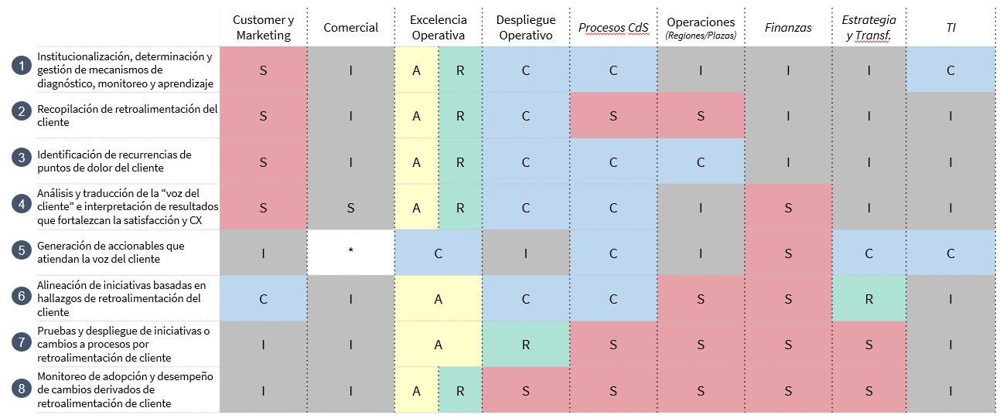 Customer y
Marketing
Comercial
Excelencia
Operativa
Despliegue
Operativo
Procesos CdS
Operaciones
(Regiones/Plazas)
Finanzas
Estrategia
y Transf.
TI
1
Institucionalización, determinación y
gestión de mecanismos de
diagnóstico, monitoreo y aprendizaje
S I A R C C I I I C
2
Recopilación de retroalimentación del
cliente
S I A R C S S I I I
3
Identificación de recurrencias de
puntos de dolor del cliente
S I A R C C C I I I
4
Análisis y traducción de la “voz del
cliente” e interpretación de resultados
que fortalezcan la satisfacción y CX
S S A R C C I S I I
5
Generación de accionables que
atiendan la voz del cliente
I * C I C I S C C
6
Alineación de iniciativas basadas en
hallazgos de retroalimentación del
cliente
C I A C C S S R I
7
Pruebas y despliegue de iniciativas o
cambios a procesos por
retroalimentación de cliente
I I A R S S S S I
8
Monitoreo de adopción y desempeño
de cambios derivados de
retroalimentación de cliente
I I A R S S S S S I